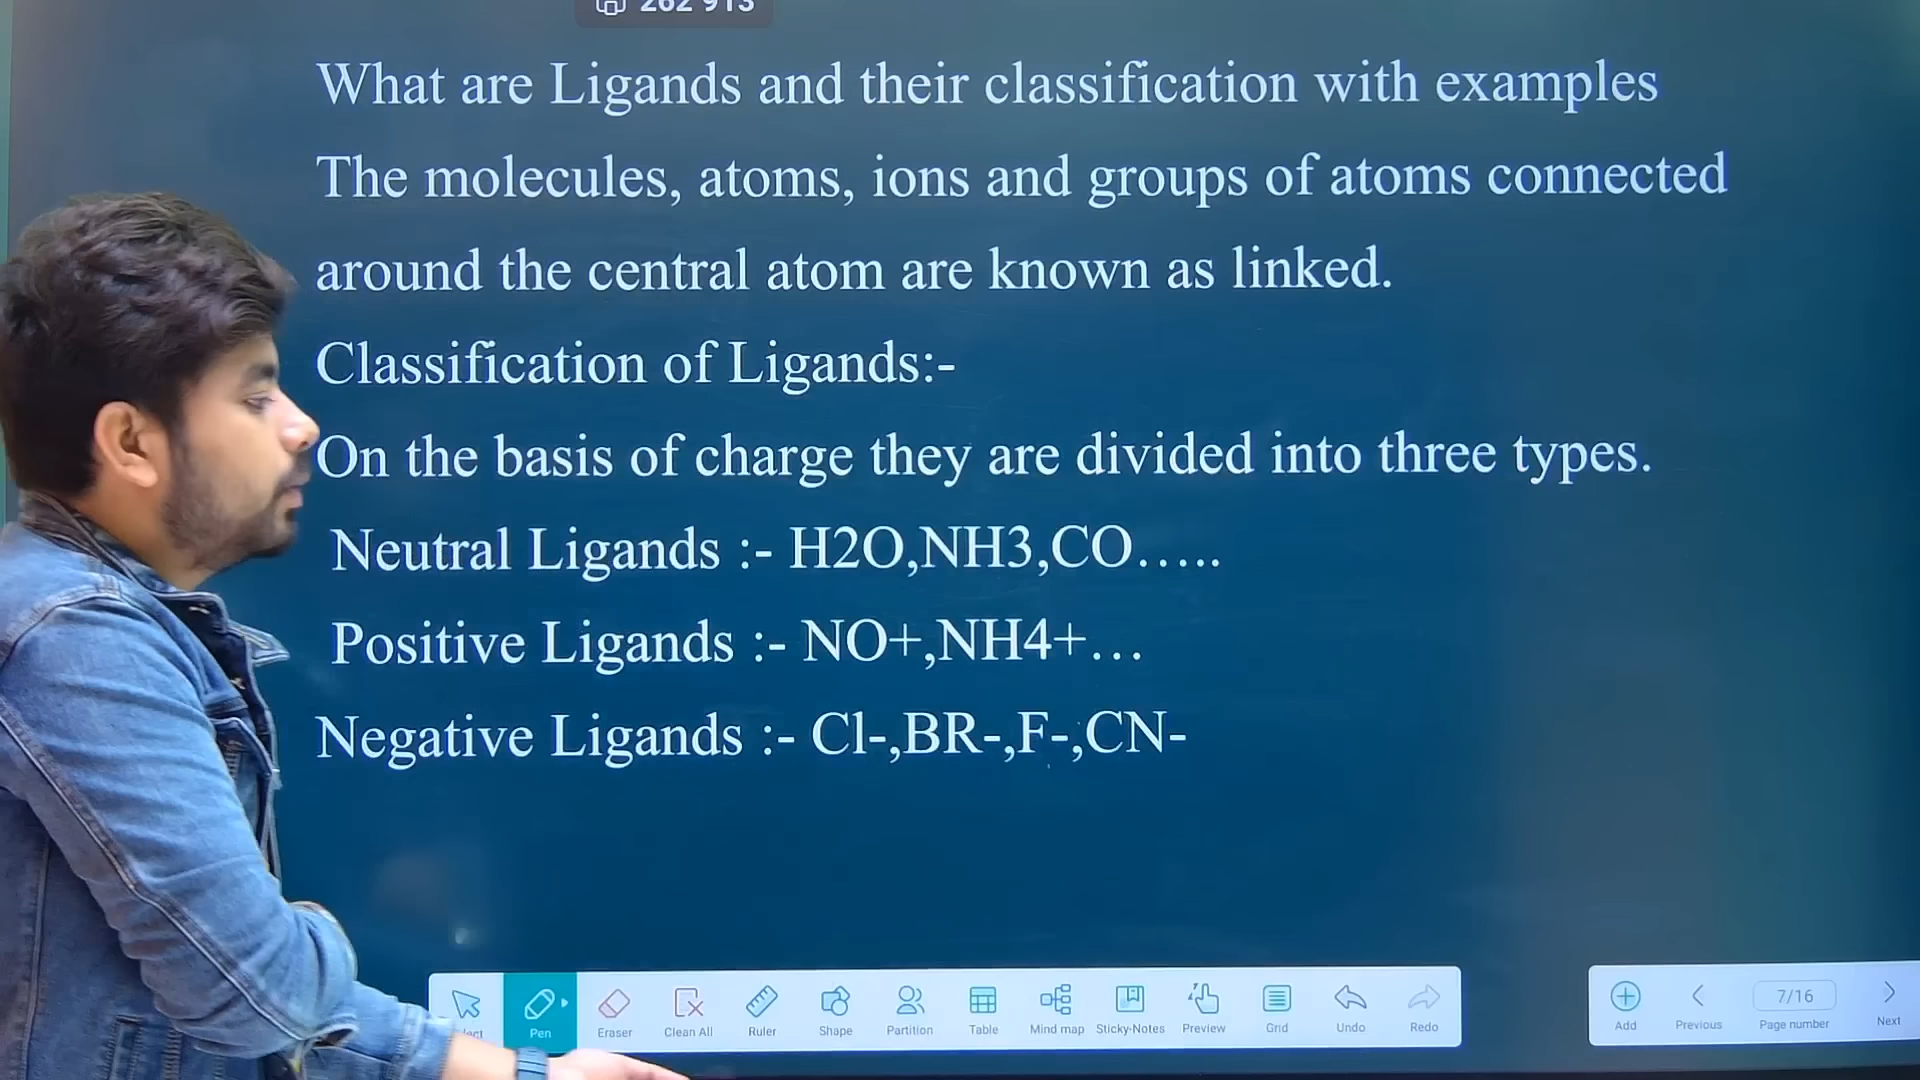 262 913
What are Ligands and their classification with examples
The molecules, atoms, ions and groups of atoms connected
around the central atom are known as linked.
Classification of Ligands:-
On the basis of charge they are divided into three types.
Neutral Ligands :- H2O,NH3,CO…..
Positive Ligands :- NO+,NH4+…
Negative Ligands :- Cl-,BR-,F-,CN-
Pen Eraser Clean All Ruler Shape Partition Table Mind map Sticky-Notes Preview Grid Undo Redo
7/16
Add Previous Page number Next